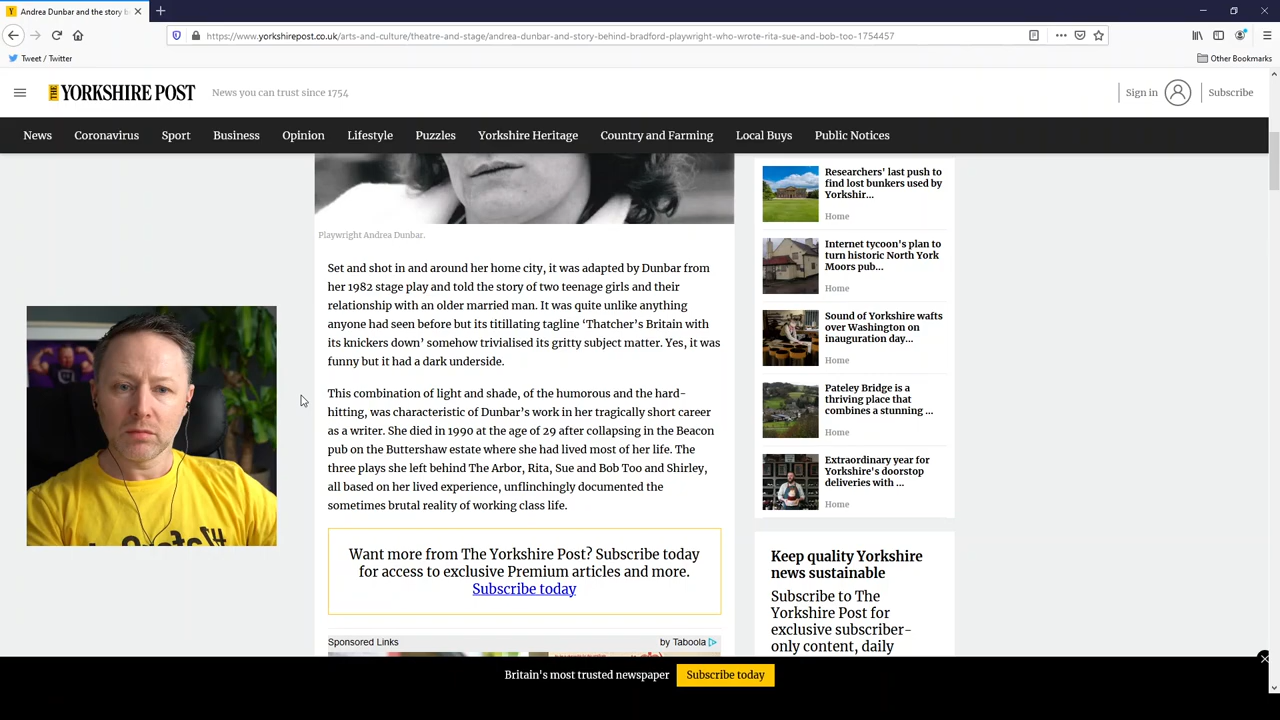 Andrea Dunbar and the story b
https://www.yorkshirepost.co.uk/arts-and-culture/theatre-and-stage/andrea-dunbar-and-story-behind-bradford-playwright-who-wrote-rita-sue-and-bob-too-1754457
Tweet / Twitter
Other Bookmarks
THE YORKSHIRE POST
News you can trust since 1754
Sign in
Subscribe
News Coronavirus Sport Business Opinion Lifestyle Puzzles Yorkshire Heritage Country and Farming Local Buys Public Notices
Playwright Andrea Dunbar.
Set and shot in and around her home city, it was adapted by Dunbar from
her 1982 stage play and told the story of two teenage girls and their
relationship with an older married man. It was quite unlike anything
anyone had seen before but its titillating tagline ‘Thatcher’s Britain with
its knickers down’ somehow trivialised its gritty subject matter. Yes, it was
funny but it had a dark underside.
This combination of light and shade, of the humorous and the hard-
hitting, was characteristic of Dunbar’s work in her tragically short career
as a writer. She died in 1990 at the age of 29 after collapsing in the Beacon
pub on the Buttershaw estate where she had lived most of her life. The
three plays she left behind The Arbor, Rita, Sue and Bob Too and Shirley,
all based on her lived experience, unflinchingly documented the
sometimes brutal reality of working class life.
Want more from The Yorkshire Post? Subscribe today
for access to exclusive Premium articles and more.
Subscribe today
Sponsored Links
by Taboola
Researchers' last push to
find lost bunkers used by
Yorkshir...
Home
Internet tycoon's plan to
turn historic North York
Moors pub...
Home
Sound of Yorkshire wafts
over Washington on
inauguration day...
Home
Pateley Bridge is a
thriving place that
combines a stunning ...
Home
Extraordinary year for
Yorkshire's doorstop
deliveries with ...
Home
Keep quality Yorkshire
news sustainable
Subscribe to The
Yorkshire Post for
exclusive subscriber-
only content, daily
Britain's most trusted newspaper
Subscribe today